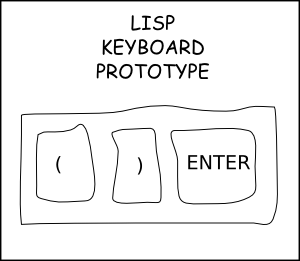 LISP
KEYBOARD
PROTOTYPE
( ) ENTER